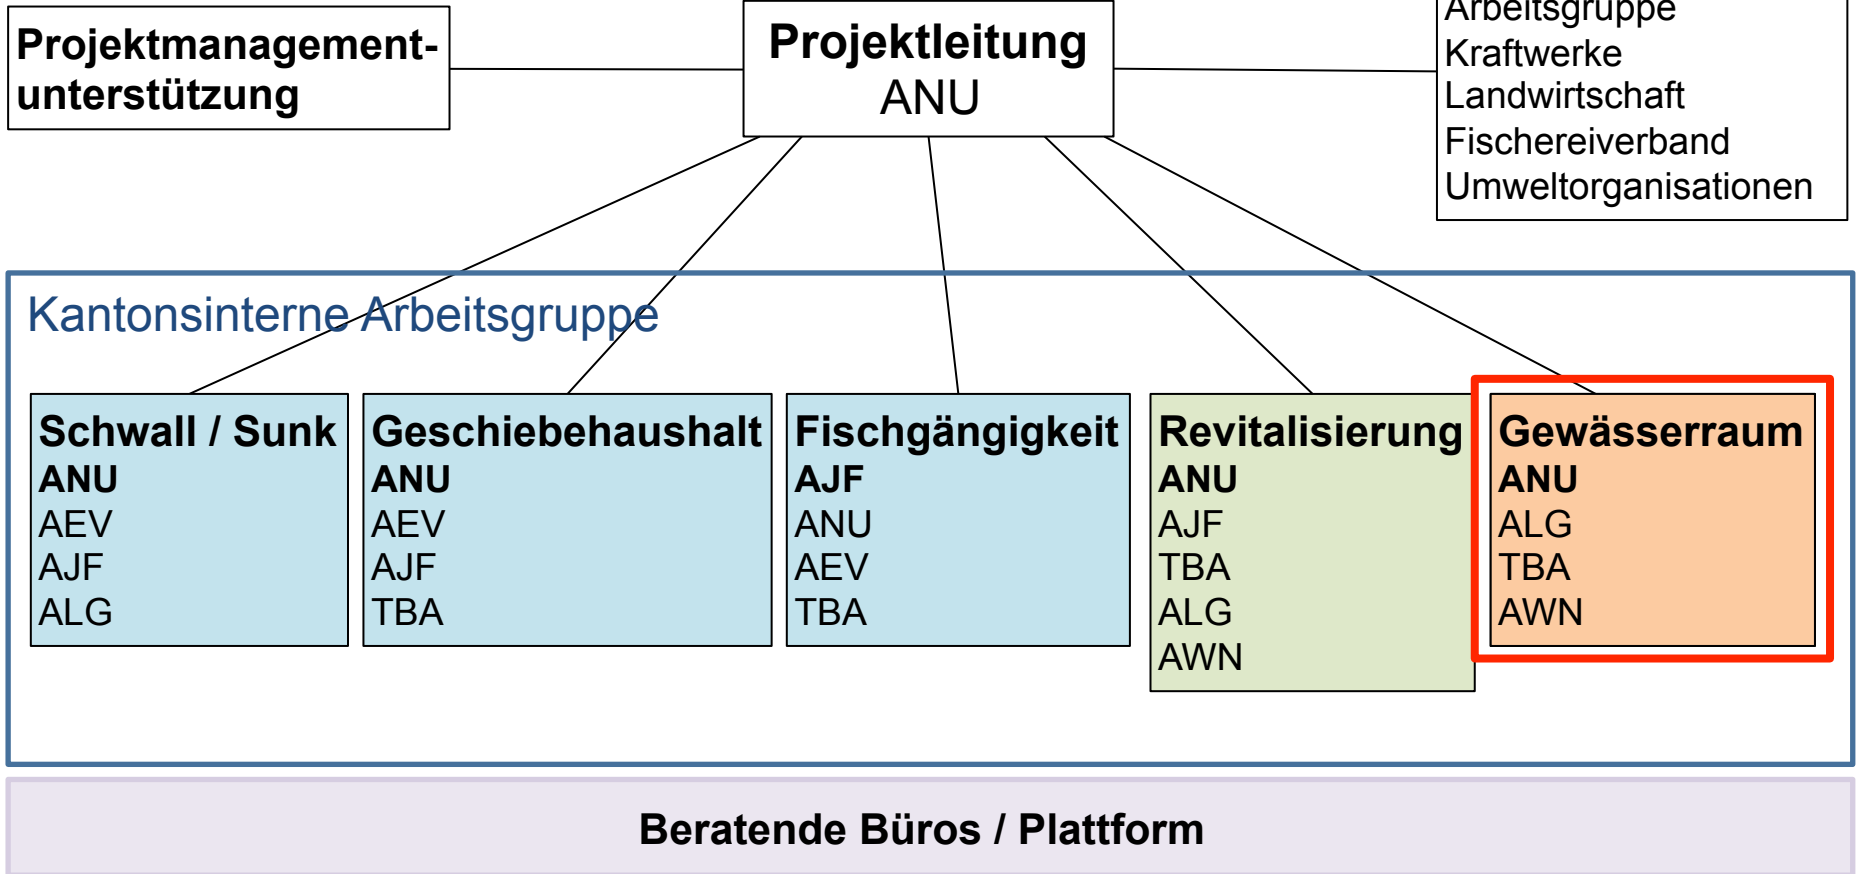 Projektmanagement-
unterstützung
Projektleitung
ANU
Arbeitsgruppe
Kraftwerke
Landwirtschaft
Fischereiverband
Umweltorganisationen
Kantonsinterne Arbeitsgruppe
Schwall / Sunk
ANU
AEV
AJF
ALG
Geschiebehaushalt
ANU
AEV
AJF
TBA
Fischgängigkeit
AJF
ANU
AEV
TBA
Revitalisierung
ANU
AJF
TBA
ALG
AWN
Gewässerraum
ANU
ALG
TBA
AWN
Beratende Büros / Plattform